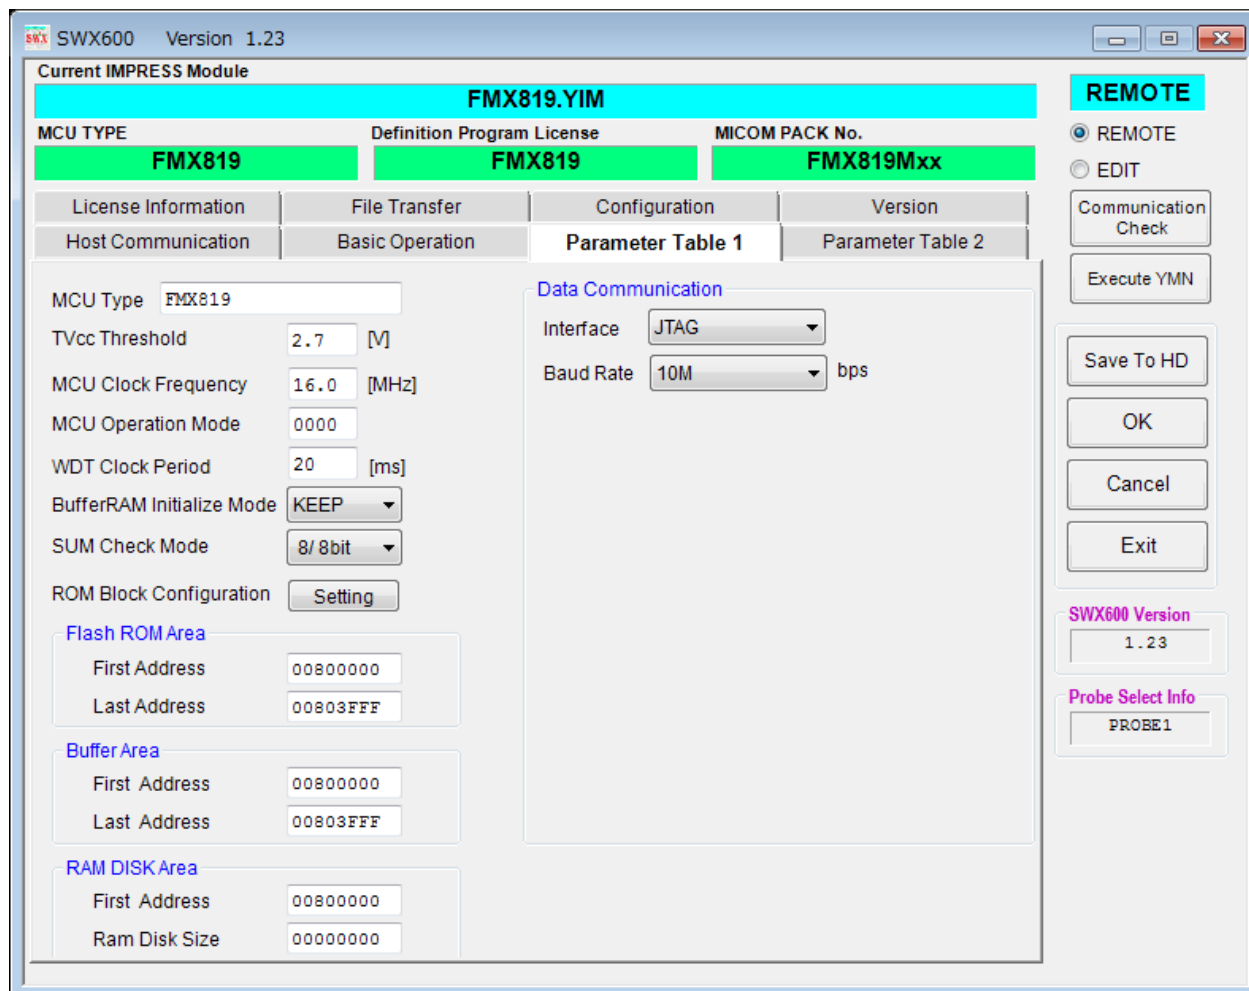 SWX600 Version 1.23
Current IMPRESS Module
FMX819.YIM
REMOTE
MCU TYPE Definition Program License MICOM PACK No.
FMX819 FMX819 FMX819Mxx
REMOTE
EDIT
License Information File Transfer Configuration Version
Host Communication Basic Operation Parameter Table 1 Parameter Table 2
Communication
Check
Execute YMN
MCU Type FMX819
TVcc Threshold 2.7 [V]
MCU Clock Frequency 16.0 [MHz]
MCU Operation Mode 0000
WDT Clock Period 20 [ms]
BufferRAM Initialize Mode KEEP
SUM Check Mode 8/ 8bit
ROM Block Configuration Setting
Flash ROM Area
First Address 00800000
Last Address 00803FFF
Buffer Area
First Address 00800000
Last Address 00803FFF
RAM DISK Area
First Address 00800000
Ram Disk Size 00000000
Data Communication
Interface JTAG
Baud Rate 10M bps
Save To HD
OK
Cancel
Exit
SWX600 Version
1.23
Probe Select Info
PROBE1